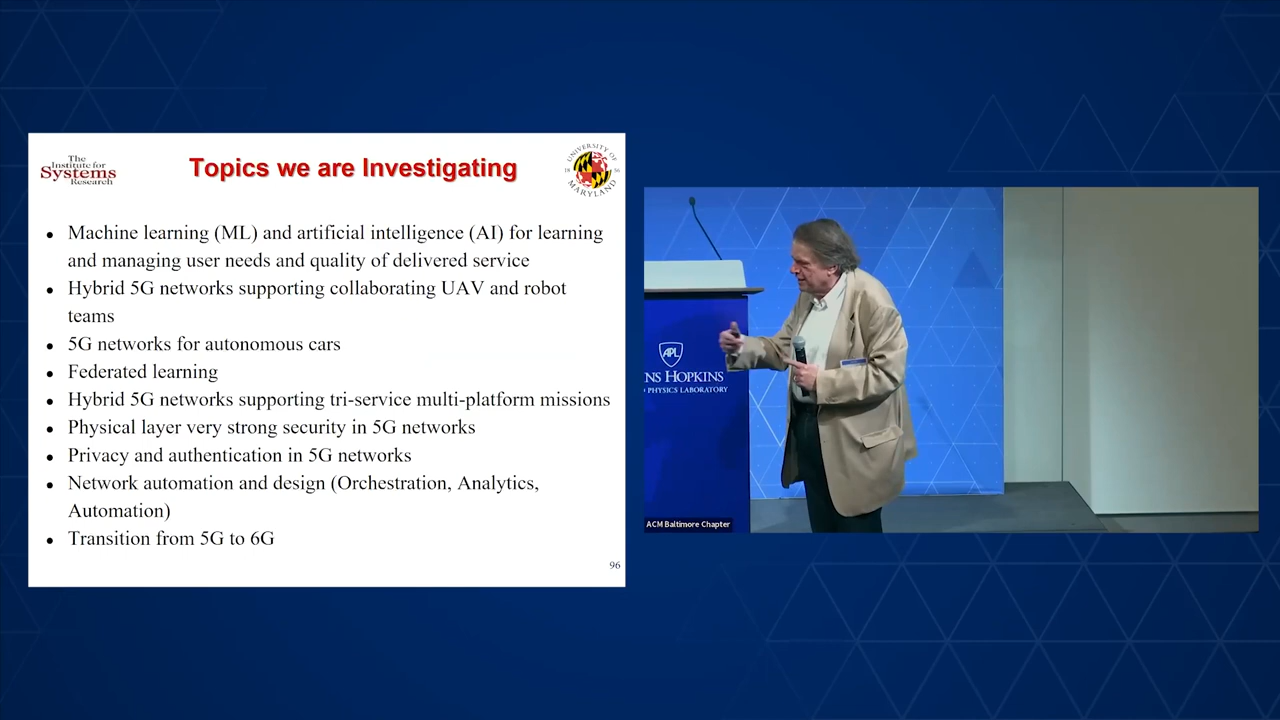 The
Institute for
Systems
Research
Topics we are Investigating
UNIVERSITY OF
18 56
MARYLAND
● Machine learning (ML) and artificial intelligence (AI) for learning
and managing user needs and quality of delivered service
● Hybrid 5G networks supporting collaborating UAV and robot
teams
● 5G networks for autonomous cars
● Federated learning
● Hybrid 5G networks supporting tri-service multi-platform missions
● Physical layer very strong security in 5G networks
● Privacy and authentication in 5G networks
● Network automation and design (Orchestration, Analytics,
Automation)
● Transition from 5G to 6G
96
APL
NS HOPKINS
PHYSICS LABORATORY
ACM Baltimore Chapter